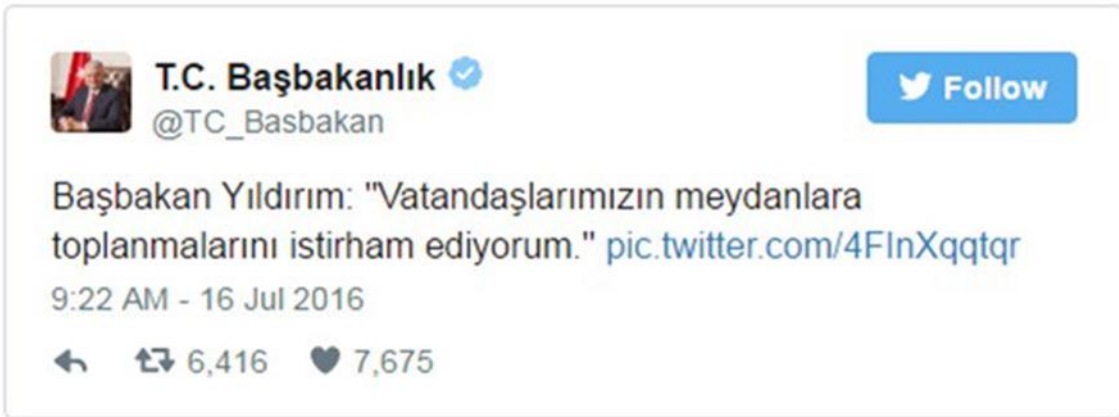 T.C. Başbakanlık
@TC_Basbakan
Follow
Başbakan Yıldırım: "Vatandaşlarımızın meydanlara
toplanmalarını istirham ediyorum." pic.twitter.com/4FInXqqtqr
9:22 AM - 16 Jul 2016
6,416 7,675